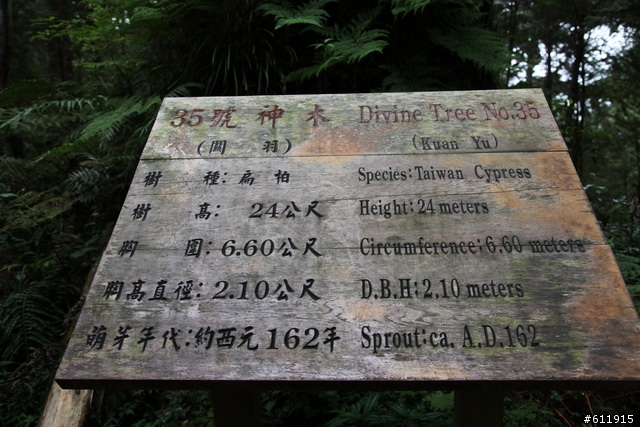 35號神木 Divine Tree No.35
(關羽) (Kuan Yu)
樹種:扁柏 Species:Taiwan Cypress
樹高: 24公尺 Height:24 meters
胸圍:6.60公尺 Circumference:6.60 meters
胸高直徑:2.10公尺 D.B.H:2.10 meters
萌芽年代:約西元162年 Sprout:ca. A.D.162
#611915